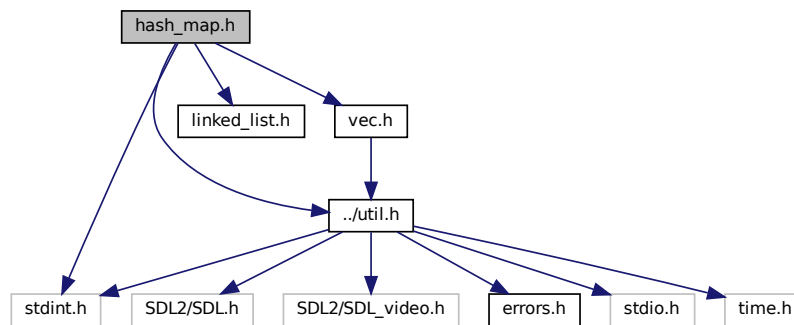 hash_map.h
linked_list.h
vec.h
../util.h
stdint.h
SDL2/SDL.h
SDL2/SDL_video.h
errors.h
stdio.h
time.h